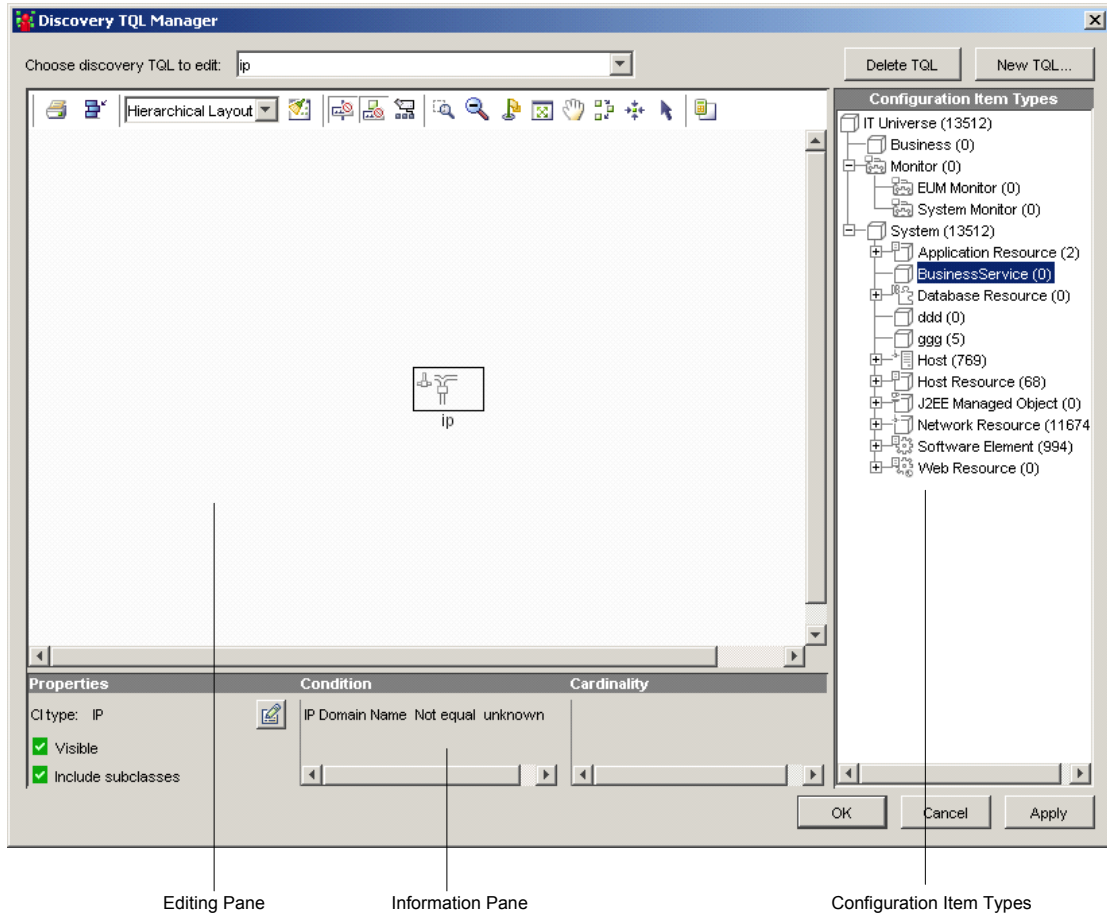 Discovery TQL Manager
Choose discovery TQL to edit: ip
Delete TQL
New TQL...
Hierarchical Layout
ip
Configuration Item Types
IT Universe (13512)
Business (0)
Monitor (0)
EUM Monitor (0)
System Monitor (0)
System (13512)
Application Resource (2)
BusinessService (0)
Database Resource (0)
ddd (0)
ggg (5)
Host (769)
Host Resource (68)
J2EE Managed Object (0)
Network Resource (11674
Software Element (994)
Web Resource (0)
Properties
CI type: IP
Visible
Include subclasses
Condition
IP Domain Name Not equal unknown
Cardinality
OK
Cancel
Apply
Editing Pane
Information Pane
Configuration Item Types